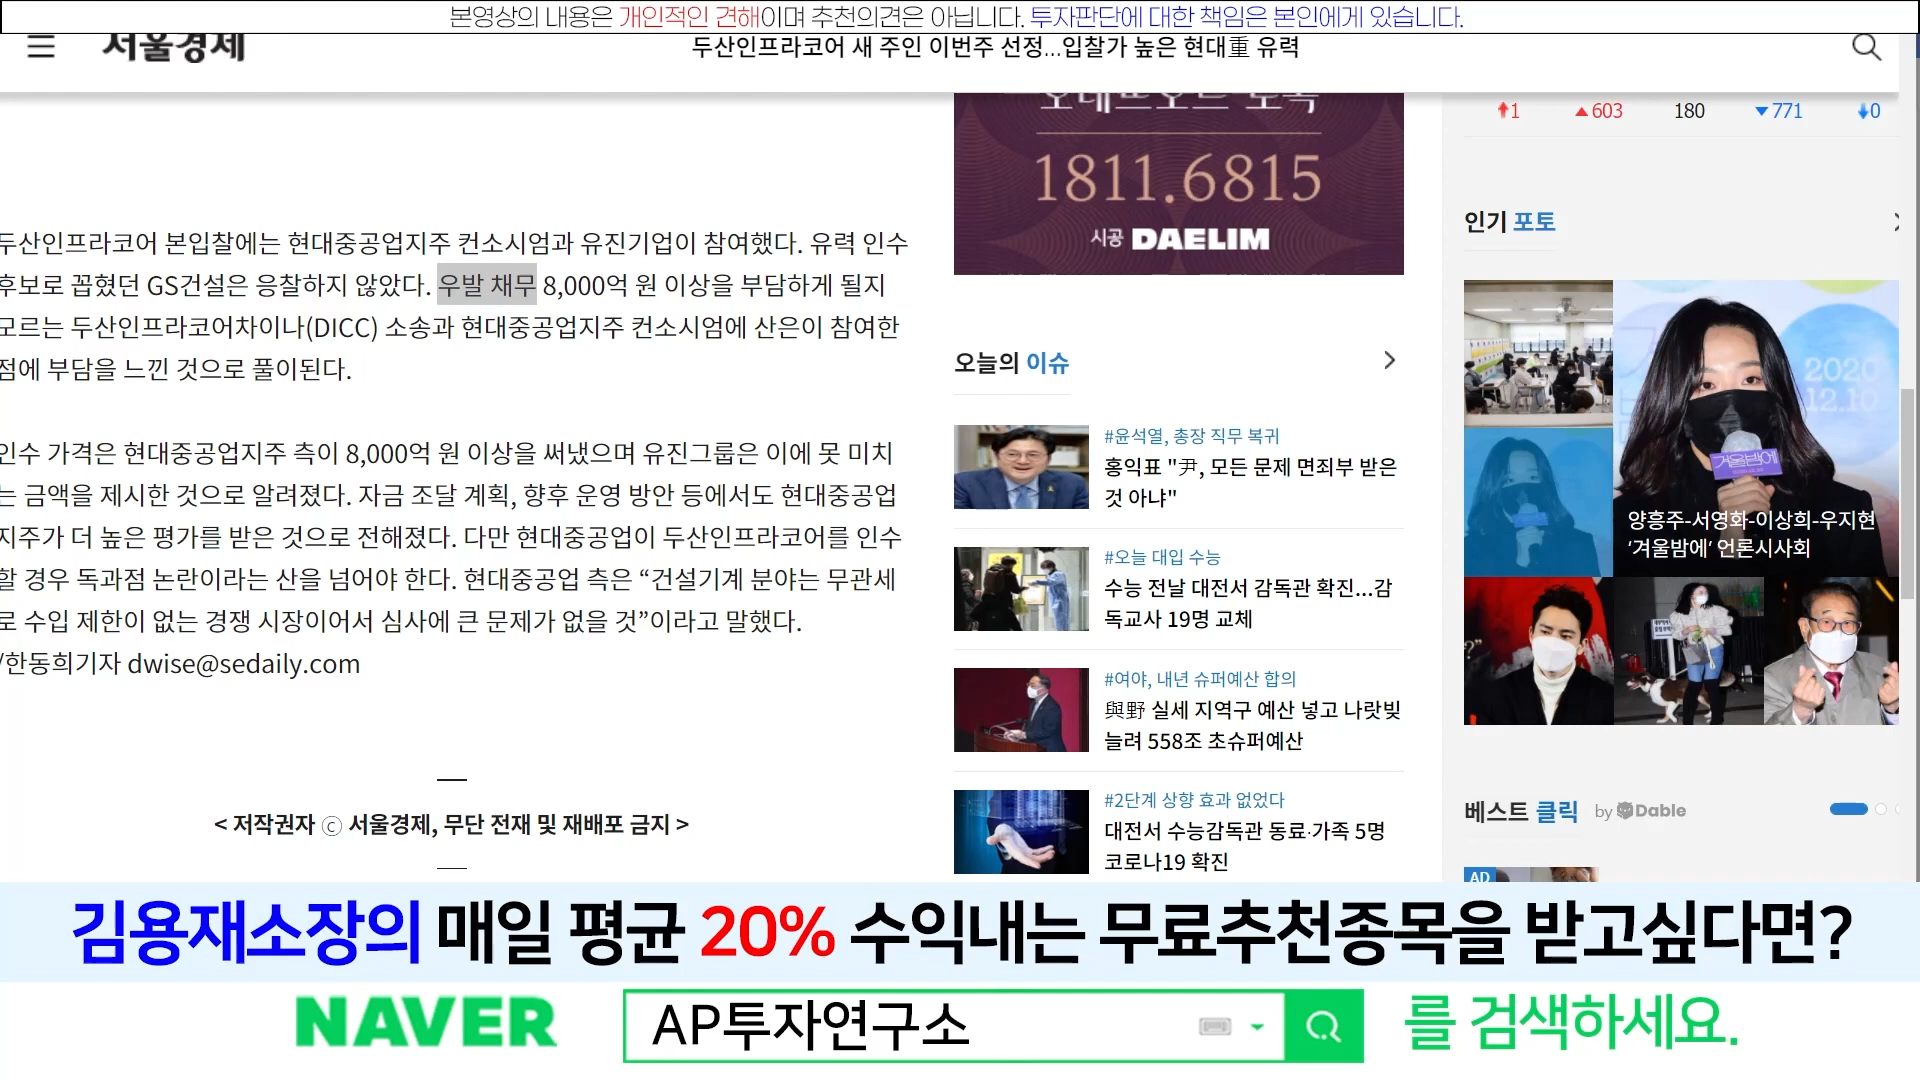 본영상의 내용은 개인적인 견해이며 추천의견은 아닙니다. 투자판단에 대한 책임은 본인에게 있습니다.
서울경제
두산인프라코어 새 주인 이번주 선정...입찰가 높은 현대重 유력
두산인프라코어 본입찰에는 현대중공업지주 컨소시엄과 유진기업이 참여했다. 유력 인수
후보로 꼽혔던 GS건설은 응찰하지 않았다. 우발 채무 8,000억 원 이상을 부담하게 될지
모르는 두산인프라코어차이나(DICC) 소송과 현대중공업지주 컨소시엄에 산은이 참여한
점에 부담을 느낀 것으로 풀이된다.
인수 가격은 현대중공업지주 측이 8,000억 원 이상을 써냈으며 유진그룹은 이에 못 미치
는 금액을 제시한 것으로 알려졌다. 자금 조달 계획, 향후 운영 방안 등에서도 현대중공업
지주가 더 높은 평가를 받은 것으로 전해졌다. 다만 현대중공업이 두산인프라코어를 인수
할 경우 독과점 논란이라는 산을 넘어야 한다. 현대중공업 측은 “건설기계 분야는 무관세
로 수입 제한이 없는 경쟁 시장이어서 심사에 큰 문제가 없을 것”이라고 말했다.
/한동희기자 dwise@sedaily.com
< 저작권자 ⓒ 서울경제, 무단 전재 및 재배포 금지 >
1811.6815
시공 DAELIM
오늘의 이슈
#윤석열, 총장 직무 복귀
홍익표 "尹, 모든 문제 면죄부 받은
것 아냐"
#오늘 대입 수능
수능 전날 대전서 감독관 확진...감
독교사 19명 교체
#여야, 내년 슈퍼예산 합의
與野 실세 지역구 예산 넣고 나랏빚
늘려 558조 초슈퍼예산
#2단계 상향 효과 없었다
대전서 수능감독관 동료·가족 5명
코로나19 확진
1 ▲603 180 ▼771 0
인기 포토
2020
12.10
겨울밤에
양흥주-서영화-이상희-우지현
‘겨울밤에’ 언론시사회
베스트 클릭 by Dable
AD
김용재소장의 매일 평균 20% 수익내는 무료추천종목을 받고싶다면?
NAVER AP투자연구소 를 검색하세요.